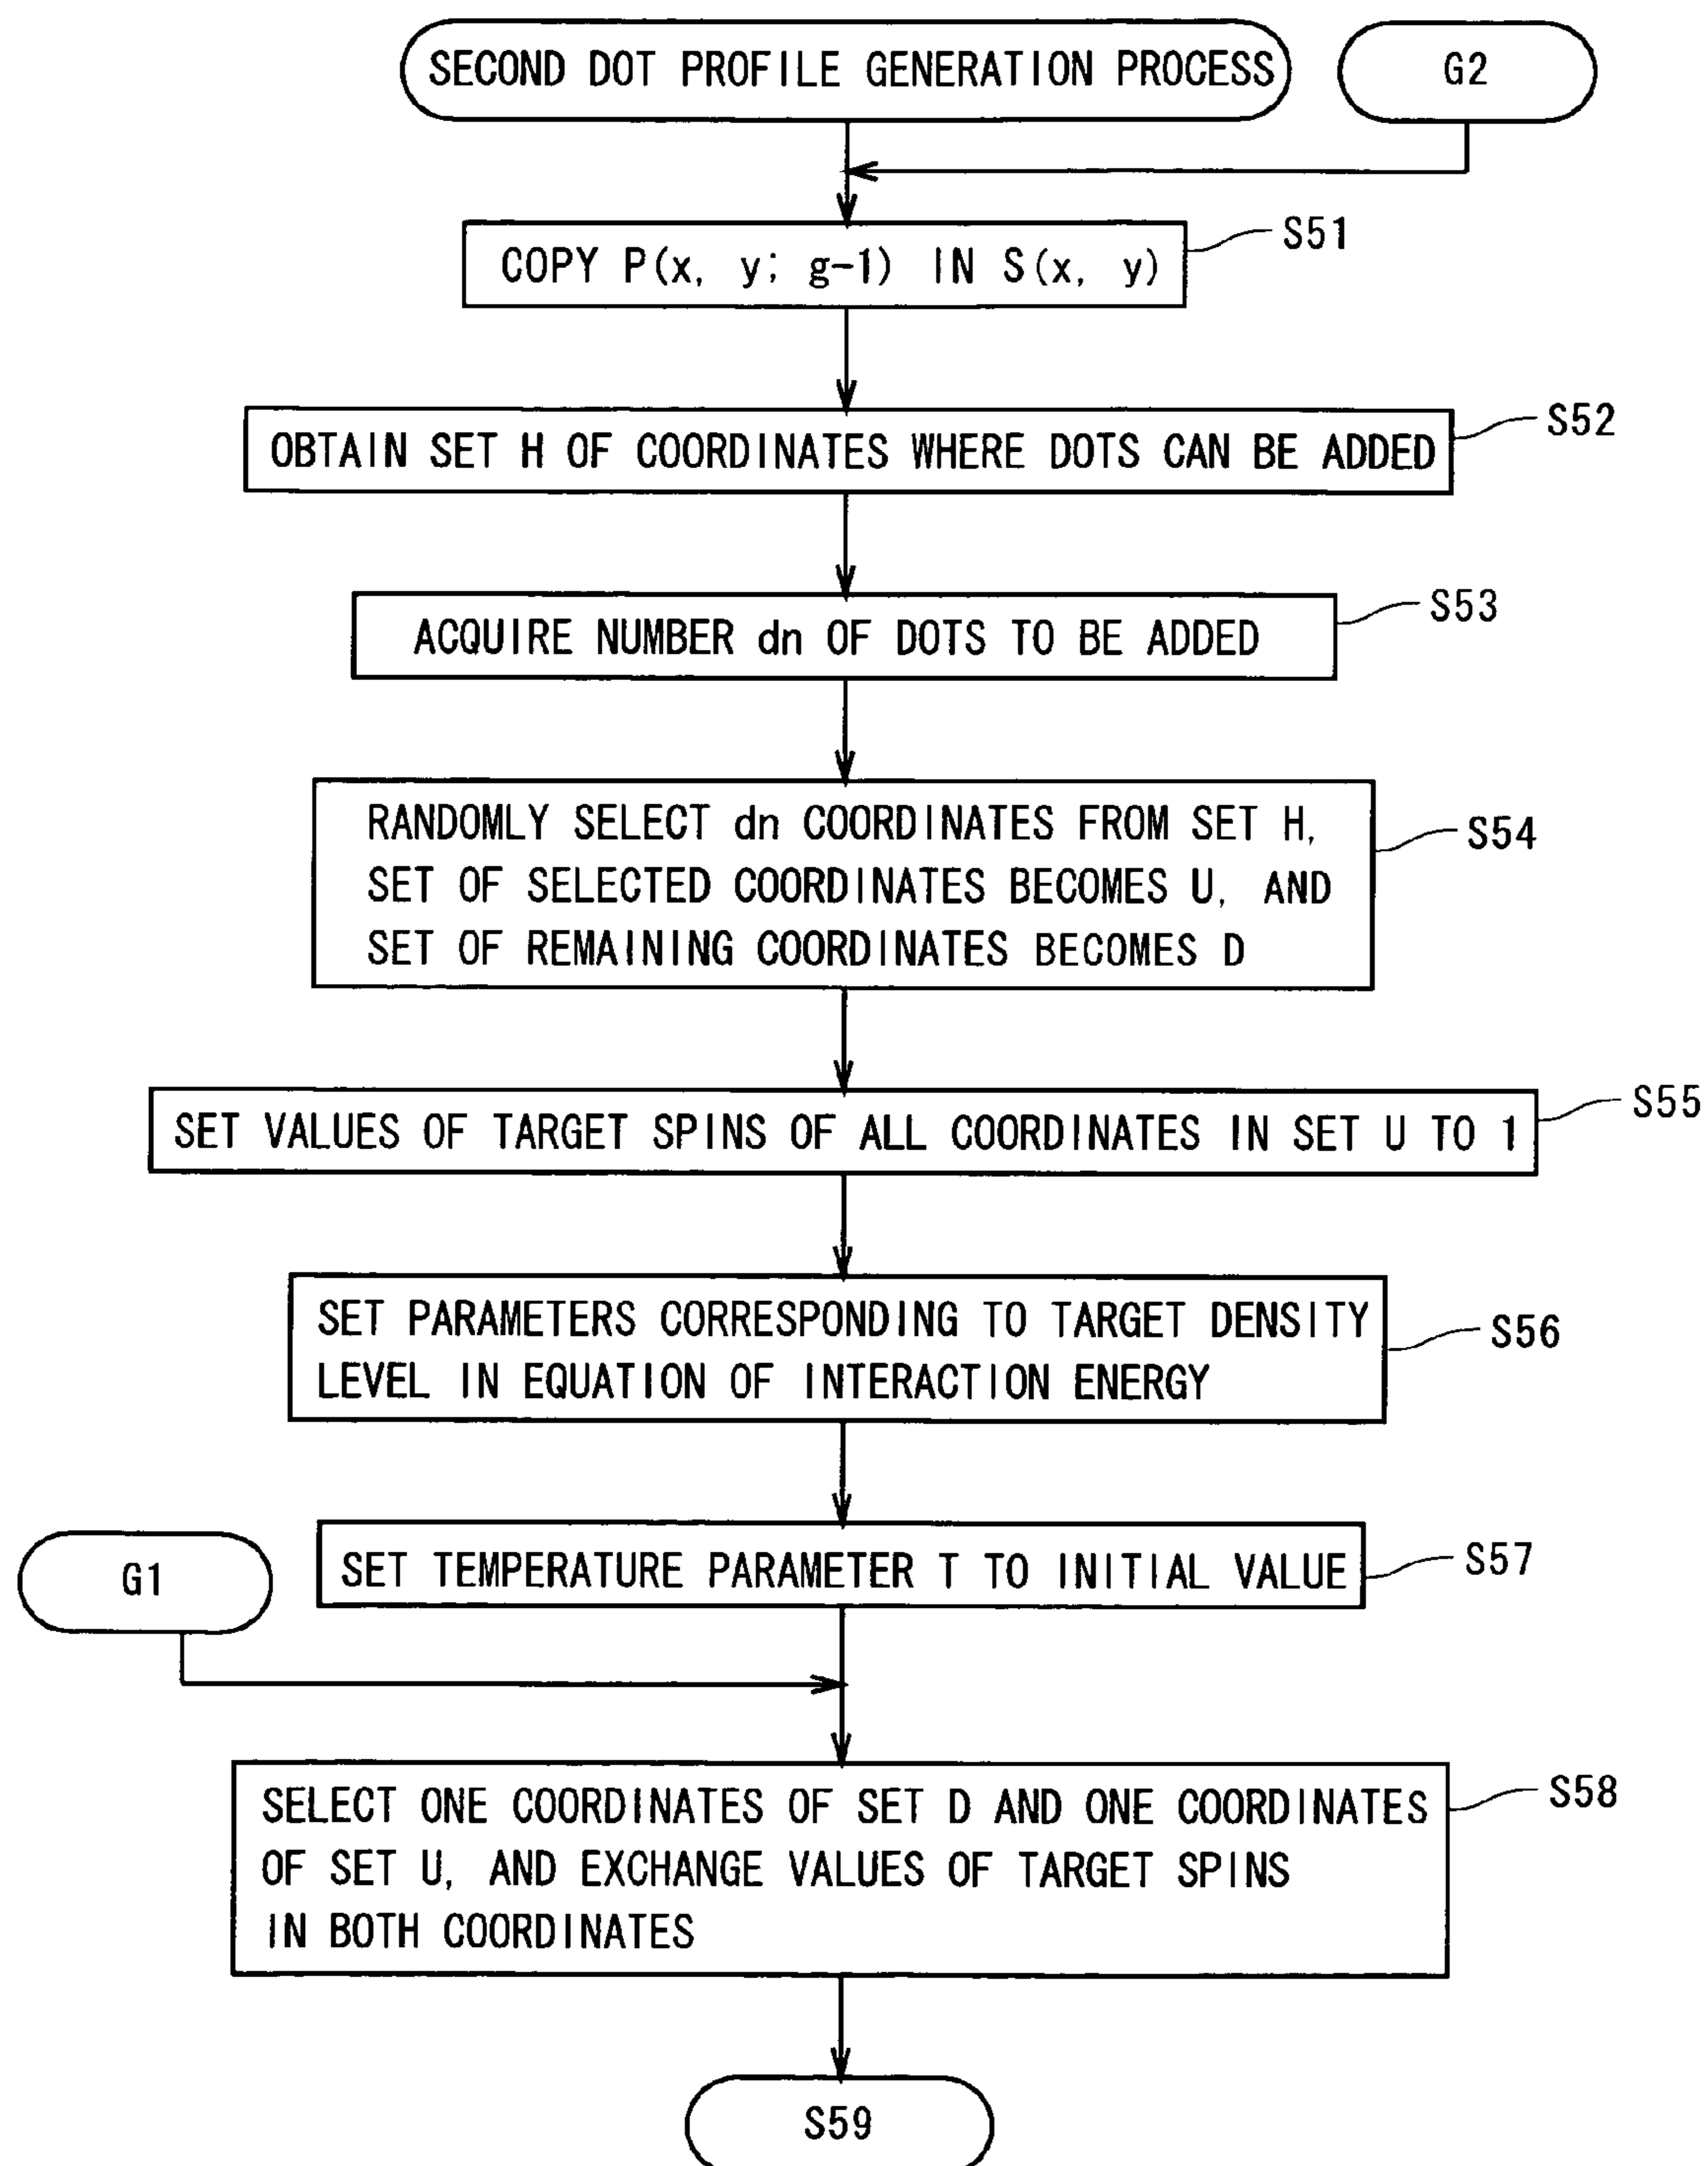 SECOND DOT PROFILE GENERATION PROCESS
G2
COPY P(x, y; g-1) IN S(x, y)
S51
OBTAIN SET H OF COORDINATES WHERE DOTS CAN BE ADDED
S52
ACQUIRE NUMBER dn OF DOTS TO BE ADDED
S53
RANDOMLY SELECT dn COORDINATES FROM SET H,
SET OF SELECTED COORDINATES BECOMES U, AND
SET OF REMAINING COORDINATES BECOMES D
S54
SET VALUES OF TARGET SPINS OF ALL COORDINATES IN SET U TO 1
S55
SET PARAMETERS CORRESPONDING TO TARGET DENSITY
LEVEL IN EQUATION OF INTERACTION ENERGY
S56
G1
SET TEMPERATURE PARAMETER T TO INITIAL VALUE
S57
SELECT ONE COORDINATES OF SET D AND ONE COORDINATES
OF SET U, AND EXCHANGE VALUES OF TARGET SPINS
IN BOTH COORDINATES
S58
S59